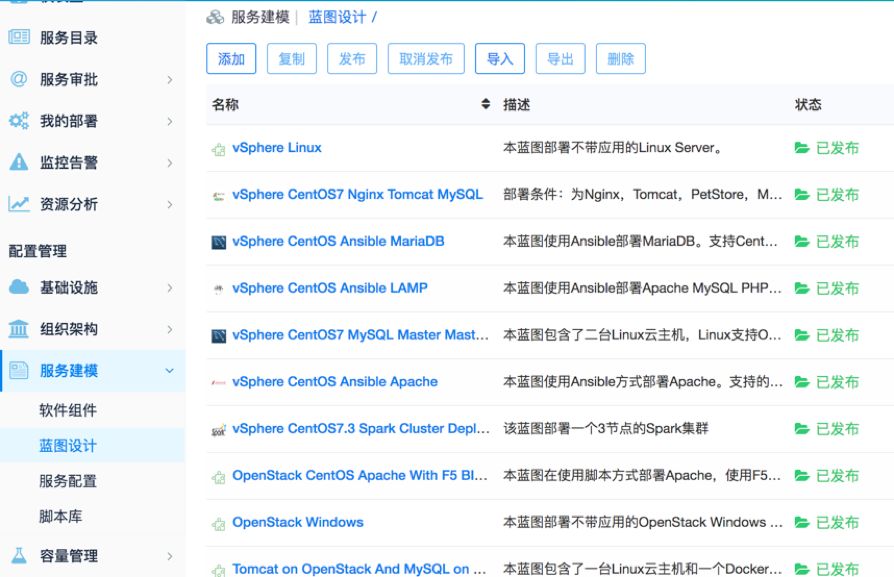 服务建模 | 蓝图设计 /
服务目录
服务审批
我的部署
监控告警
资源分析
配置管理
基础设施
组织架构
服务建模
软件组件
蓝图设计
服务配置
脚本库
容量管理
添加 复制 发布 取消发布 导入 导出 删除
名称 描述 状态
vSphere Linux 本蓝图部署不带应用的Linux Server。 已发布
vSphere CentOS7 Nginx Tomcat MySQL 部署条件：为Nginx，Tomcat，PetStore，M... 已发布
vSphere CentOS Ansible MariaDB 本蓝图使用Ansible部署MariaDB。支持Cent... 已发布
vSphere CentOS Ansible LAMP 本蓝图使用Ansible部署Apache MySQL PHP... 已发布
vSphere CentOS7 MySQL Master Mast... 本蓝图包含了二台Linux云主机，Linux支持O... 已发布
vSphere CentOS Ansible Apache 本蓝图使用Ansible方式部署Apache。支持的... 已发布
vSphere CentOS7.3 Spark Cluster Depl... 该蓝图部署一个3节点的Spark集群 已发布
OpenStack CentOS Apache With F5 Bl... 本蓝图在使用脚本方式部署Apache，使用F5... 已发布
OpenStack Windows 本蓝图部署不带应用的OpenStack Windows ... 已发布
Tomcat on OpenStack And MySQL on ... 本蓝图包含了一台Linux云主机和一个Docker... 已发布